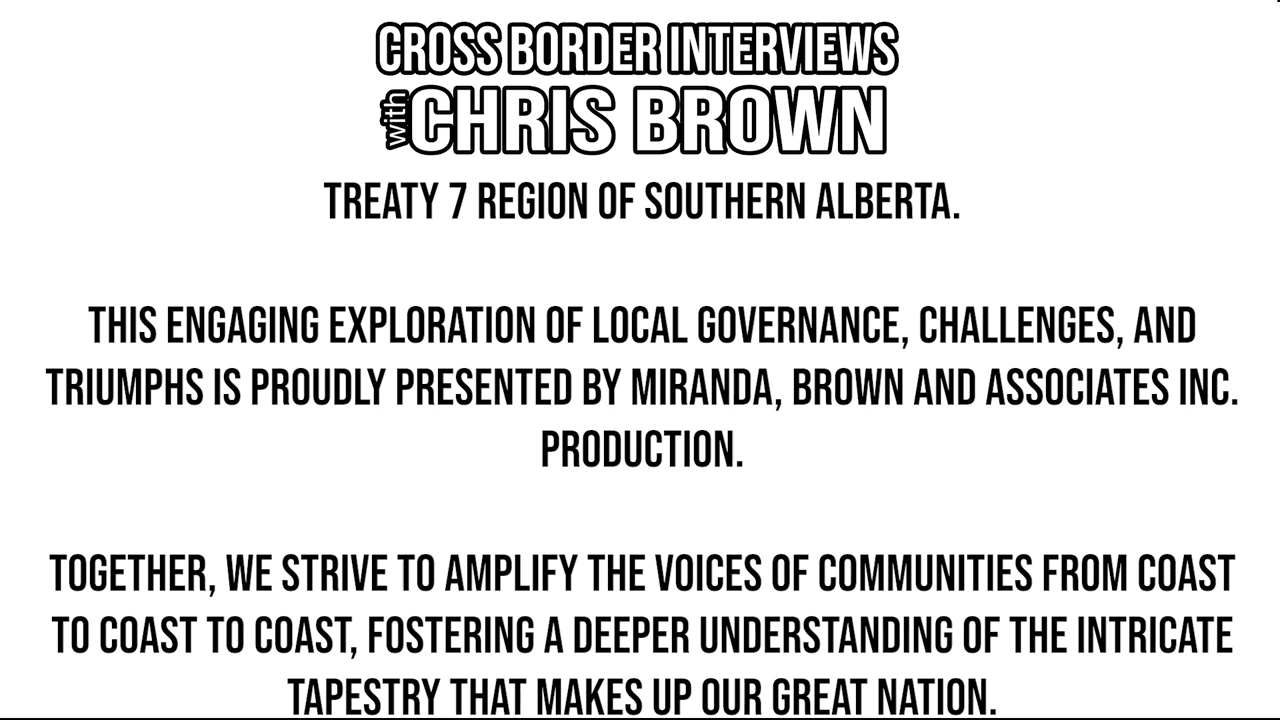 CROSS BORDER INTERVIEWS
with CHRIS BROWN
TREATY 7 REGION OF SOUTHERN ALBERTA.
THIS ENGAGING EXPLORATION OF LOCAL GOVERNANCE, CHALLENGES, AND
TRIUMPHS IS PROUDLY PRESENTED BY MIRANDA, BROWN AND ASSOCIATES INC.
PRODUCTION.
TOGETHER, WE STRIVE TO AMPLIFY THE VOICES OF COMMUNITIES FROM COAST
TO COAST TO COAST, FOSTERING A DEEPER UNDERSTANDING OF THE INTRICATE
TAPESTRY THAT MAKES UP OUR GREAT NATION.